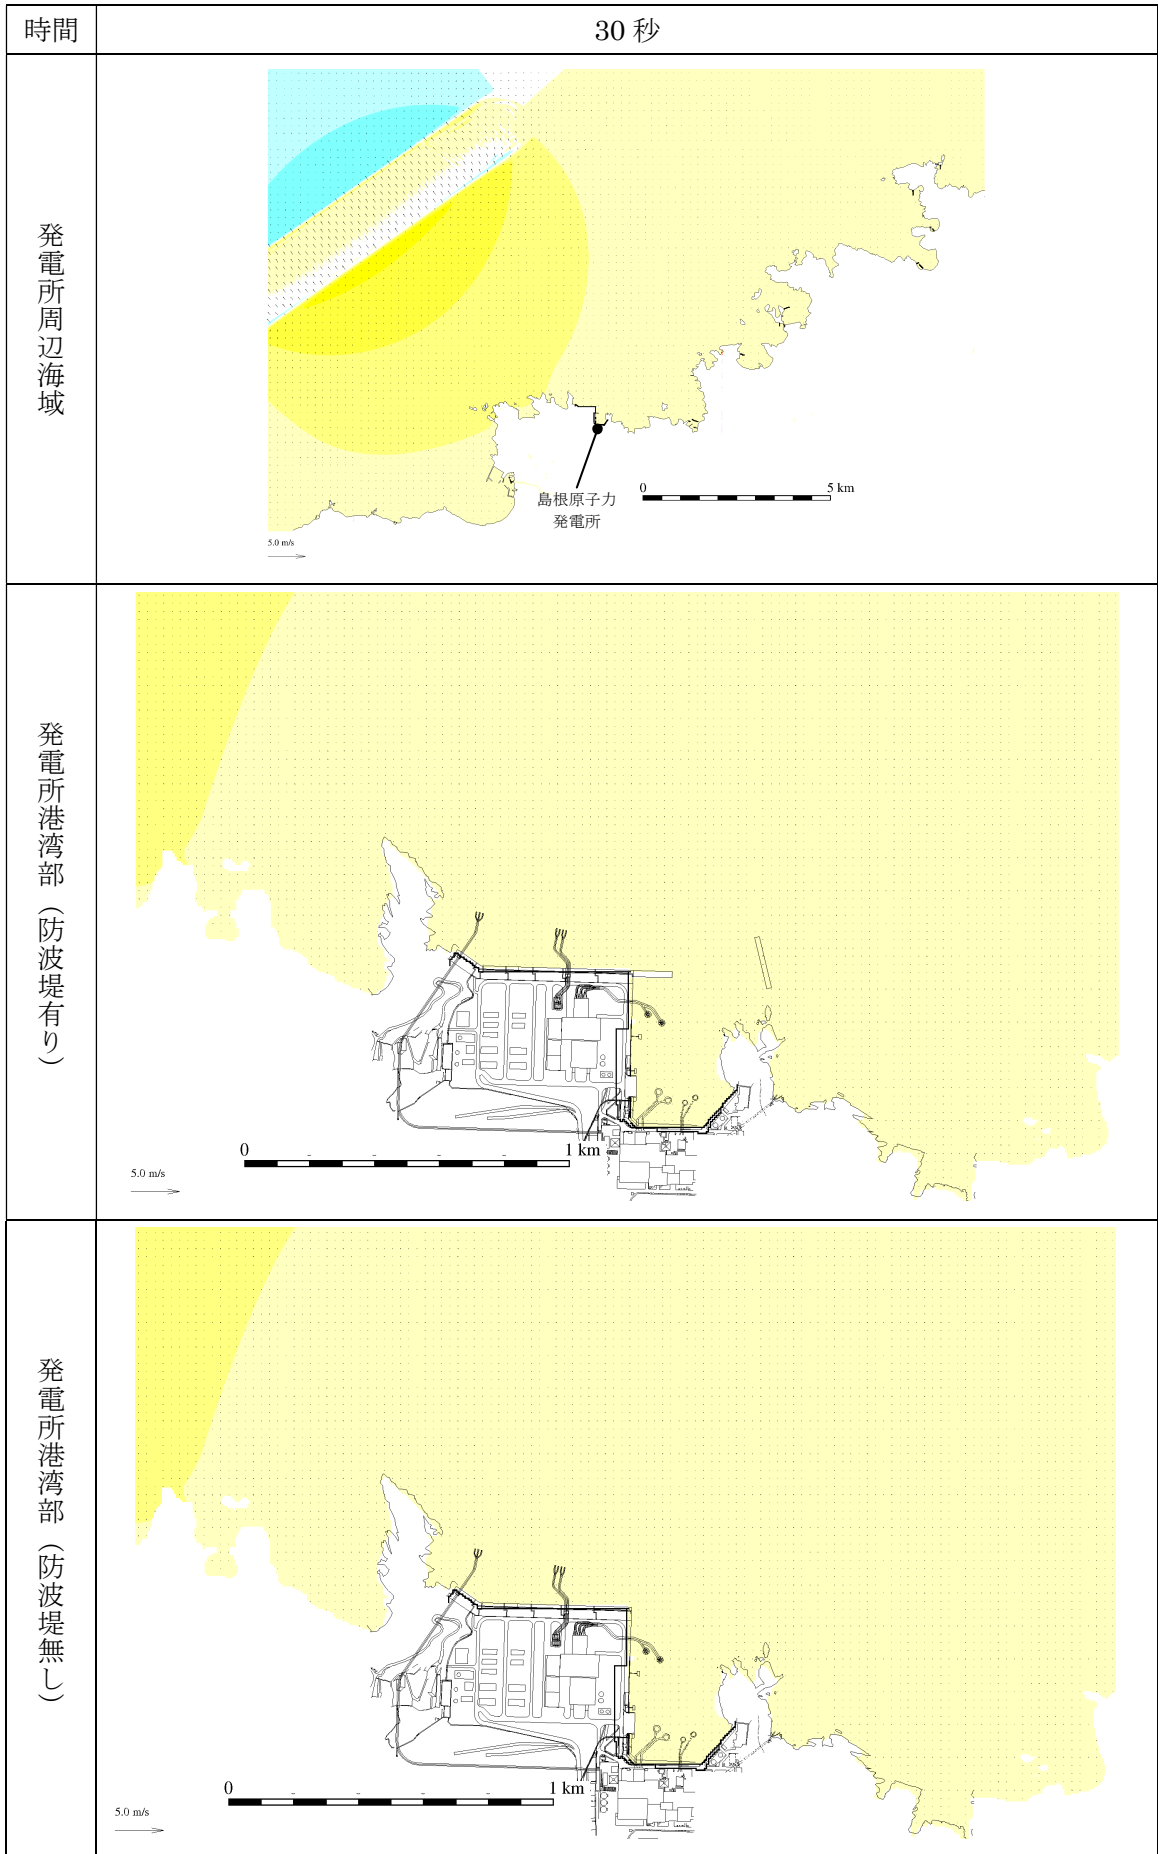 時間
30 秒
発電所周辺海域
島根原子力
発電所
0 5 km
5.0 m/s
発電所港湾部（防波堤有り）
0 1 km
5.0 m/s
発電所港湾部（防波堤無し）
0 1 km
5.0 m/s